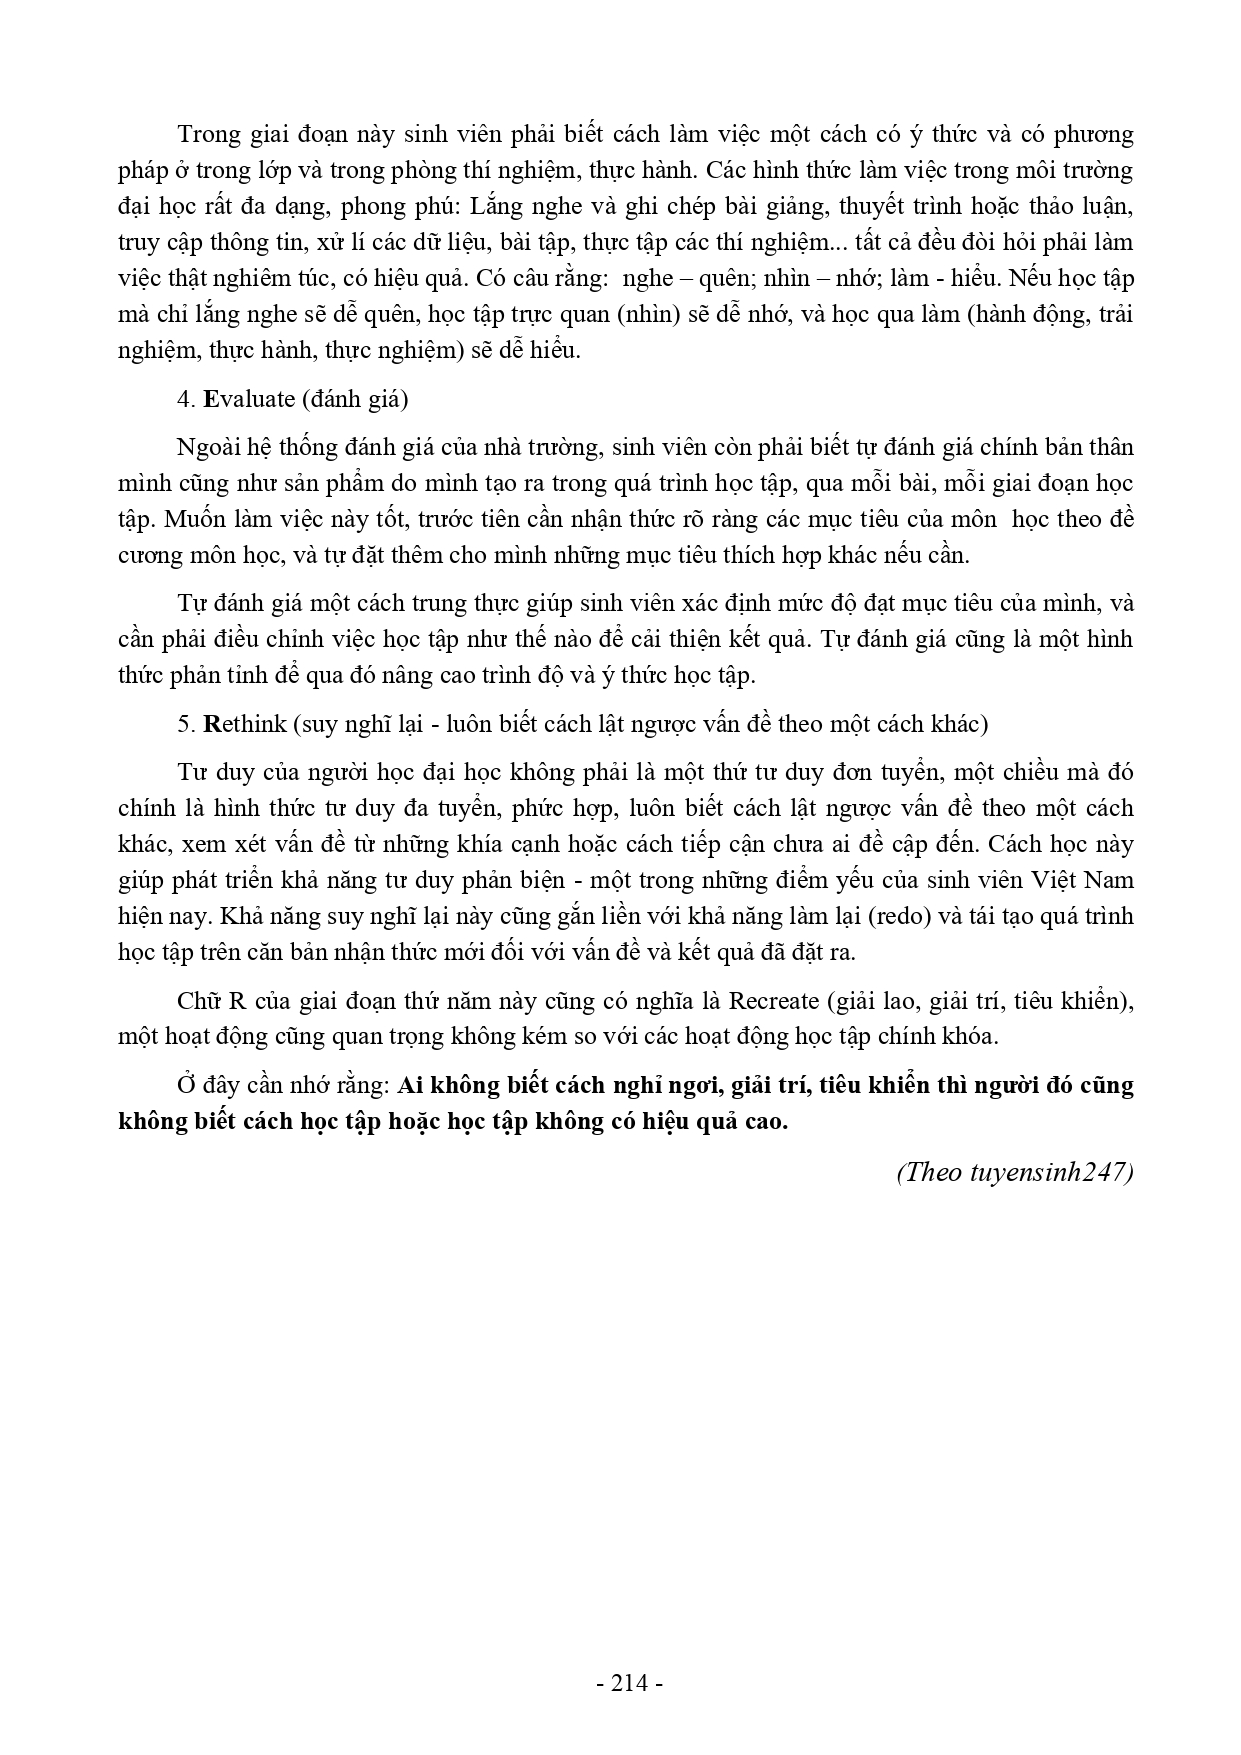 Trong giai đoạn này sinh viên phải biết cách làm việc một cách có ý thức và có phương
pháp ở trong lớp và trong phòng thí nghiệm, thực hành. Các hình thức làm việc trong môi trường
đại học rất đa dạng, phong phú: Lắng nghe và ghi chép bài giảng, thuyết trình hoặc thảo luận,
truy cập thông tin, xử lí các dữ liệu, bài tập, thực tập các thí nghiệm... tất cả đều đòi hỏi phải làm
việc thật nghiêm túc, có hiệu quả. Có câu rằng:  nghe – quên; nhìn – nhớ; làm - hiểu. Nếu học tập
mà chỉ lắng nghe sẽ dễ quên, học tập trực quan (nhìn) sẽ dễ nhớ, và học qua làm (hành động, trải
nghiệm, thực hành, thực nghiệm) sẽ dễ hiểu.
4. Evaluate (đánh giá)
Ngoài hệ thống đánh giá của nhà trường, sinh viên còn phải biết tự đánh giá chính bản thân
mình cũng như sản phẩm do mình tạo ra trong quá trình học tập, qua mỗi bài, mỗi giai đoạn học
tập. Muốn làm việc này tốt, trước tiên cần nhận thức rõ ràng các mục tiêu của môn  học theo đề
cương môn học, và tự đặt thêm cho mình những mục tiêu thích hợp khác nếu cần.
Tự đánh giá một cách trung thực giúp sinh viên xác định mức độ đạt mục tiêu của mình, và
cần phải điều chỉnh việc học tập như thế nào để cải thiện kết quả. Tự đánh giá cũng là một hình
thức phản tỉnh để qua đó nâng cao trình độ và ý thức học tập.
5. Rethink (suy nghĩ lại - luôn biết cách lật ngược vấn đề theo một cách khác)
Tư duy của người học đại học không phải là một thứ tư duy đơn tuyển, một chiều mà đó
chính là hình thức tư duy đa tuyển, phức hợp, luôn biết cách lật ngược vấn đề theo một cách
khác, xem xét vấn đề từ những khía cạnh hoặc cách tiếp cận chưa ai đề cập đến. Cách học này
giúp phát triển khả năng tư duy phản biện - một trong những điểm yếu của sinh viên Việt Nam
hiện nay. Khả năng suy nghĩ lại này cũng gắn liền với khả năng làm lại (redo) và tái tạo quá trình
học tập trên căn bản nhận thức mới đối với vấn đề và kết quả đã đặt ra.
Chữ R của giai đoạn thứ năm này cũng có nghĩa là Recreate (giải lao, giải trí, tiêu khiển),
một hoạt động cũng quan trọng không kém so với các hoạt động học tập chính khóa.
Ở đây cần nhớ rằng: Ai không biết cách nghỉ ngơi, giải trí, tiêu khiển thì người đó cũng
không biết cách học tập hoặc học tập không có hiệu quả cao.
(Theo tuyensinh247)
- 214 -